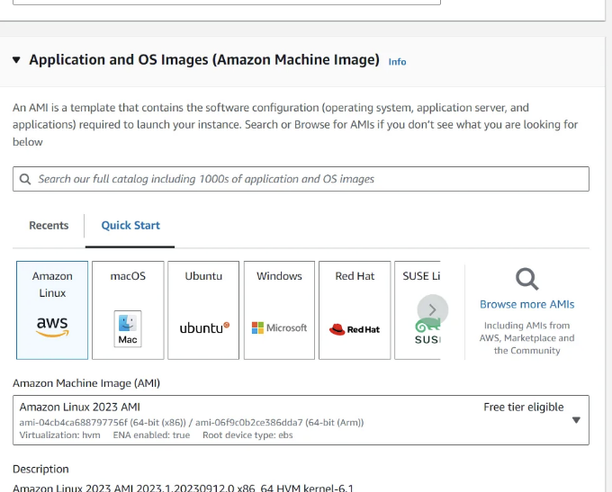 Application and OS Images (Amazon Machine Image) Info
An AMI is a template that contains the software configuration (operating system, application server, and
applications) required to launch your instance. Search or Browse for AMIs if you don't see what you are looking for
below
Search our full catalog including 1000s of application and OS images
Recents Quick Start
Amazon Linux
aws
macOS
Mac
Ubuntu
ubuntu
Windows
Microsoft
Red Hat
Red Hat
SUSE Li
SUS
Browse more AMIs
Including AMIs from
AWS, Marketplace and
the Community
Amazon Machine Image (AMI)
Amazon Linux 2023 AMI Free tier eligible
ami-04cb4ca688797756f (64-bit (x86)) / ami-06f9c0b2ce386dda7 (64-bit (Arm))
Virtualization: hvm ENA enabled: true Root device type: ebs
Description
Amazon Linux 2023 AMI 2023.1.20230912.0 x86_64 HVM kernel-6.1